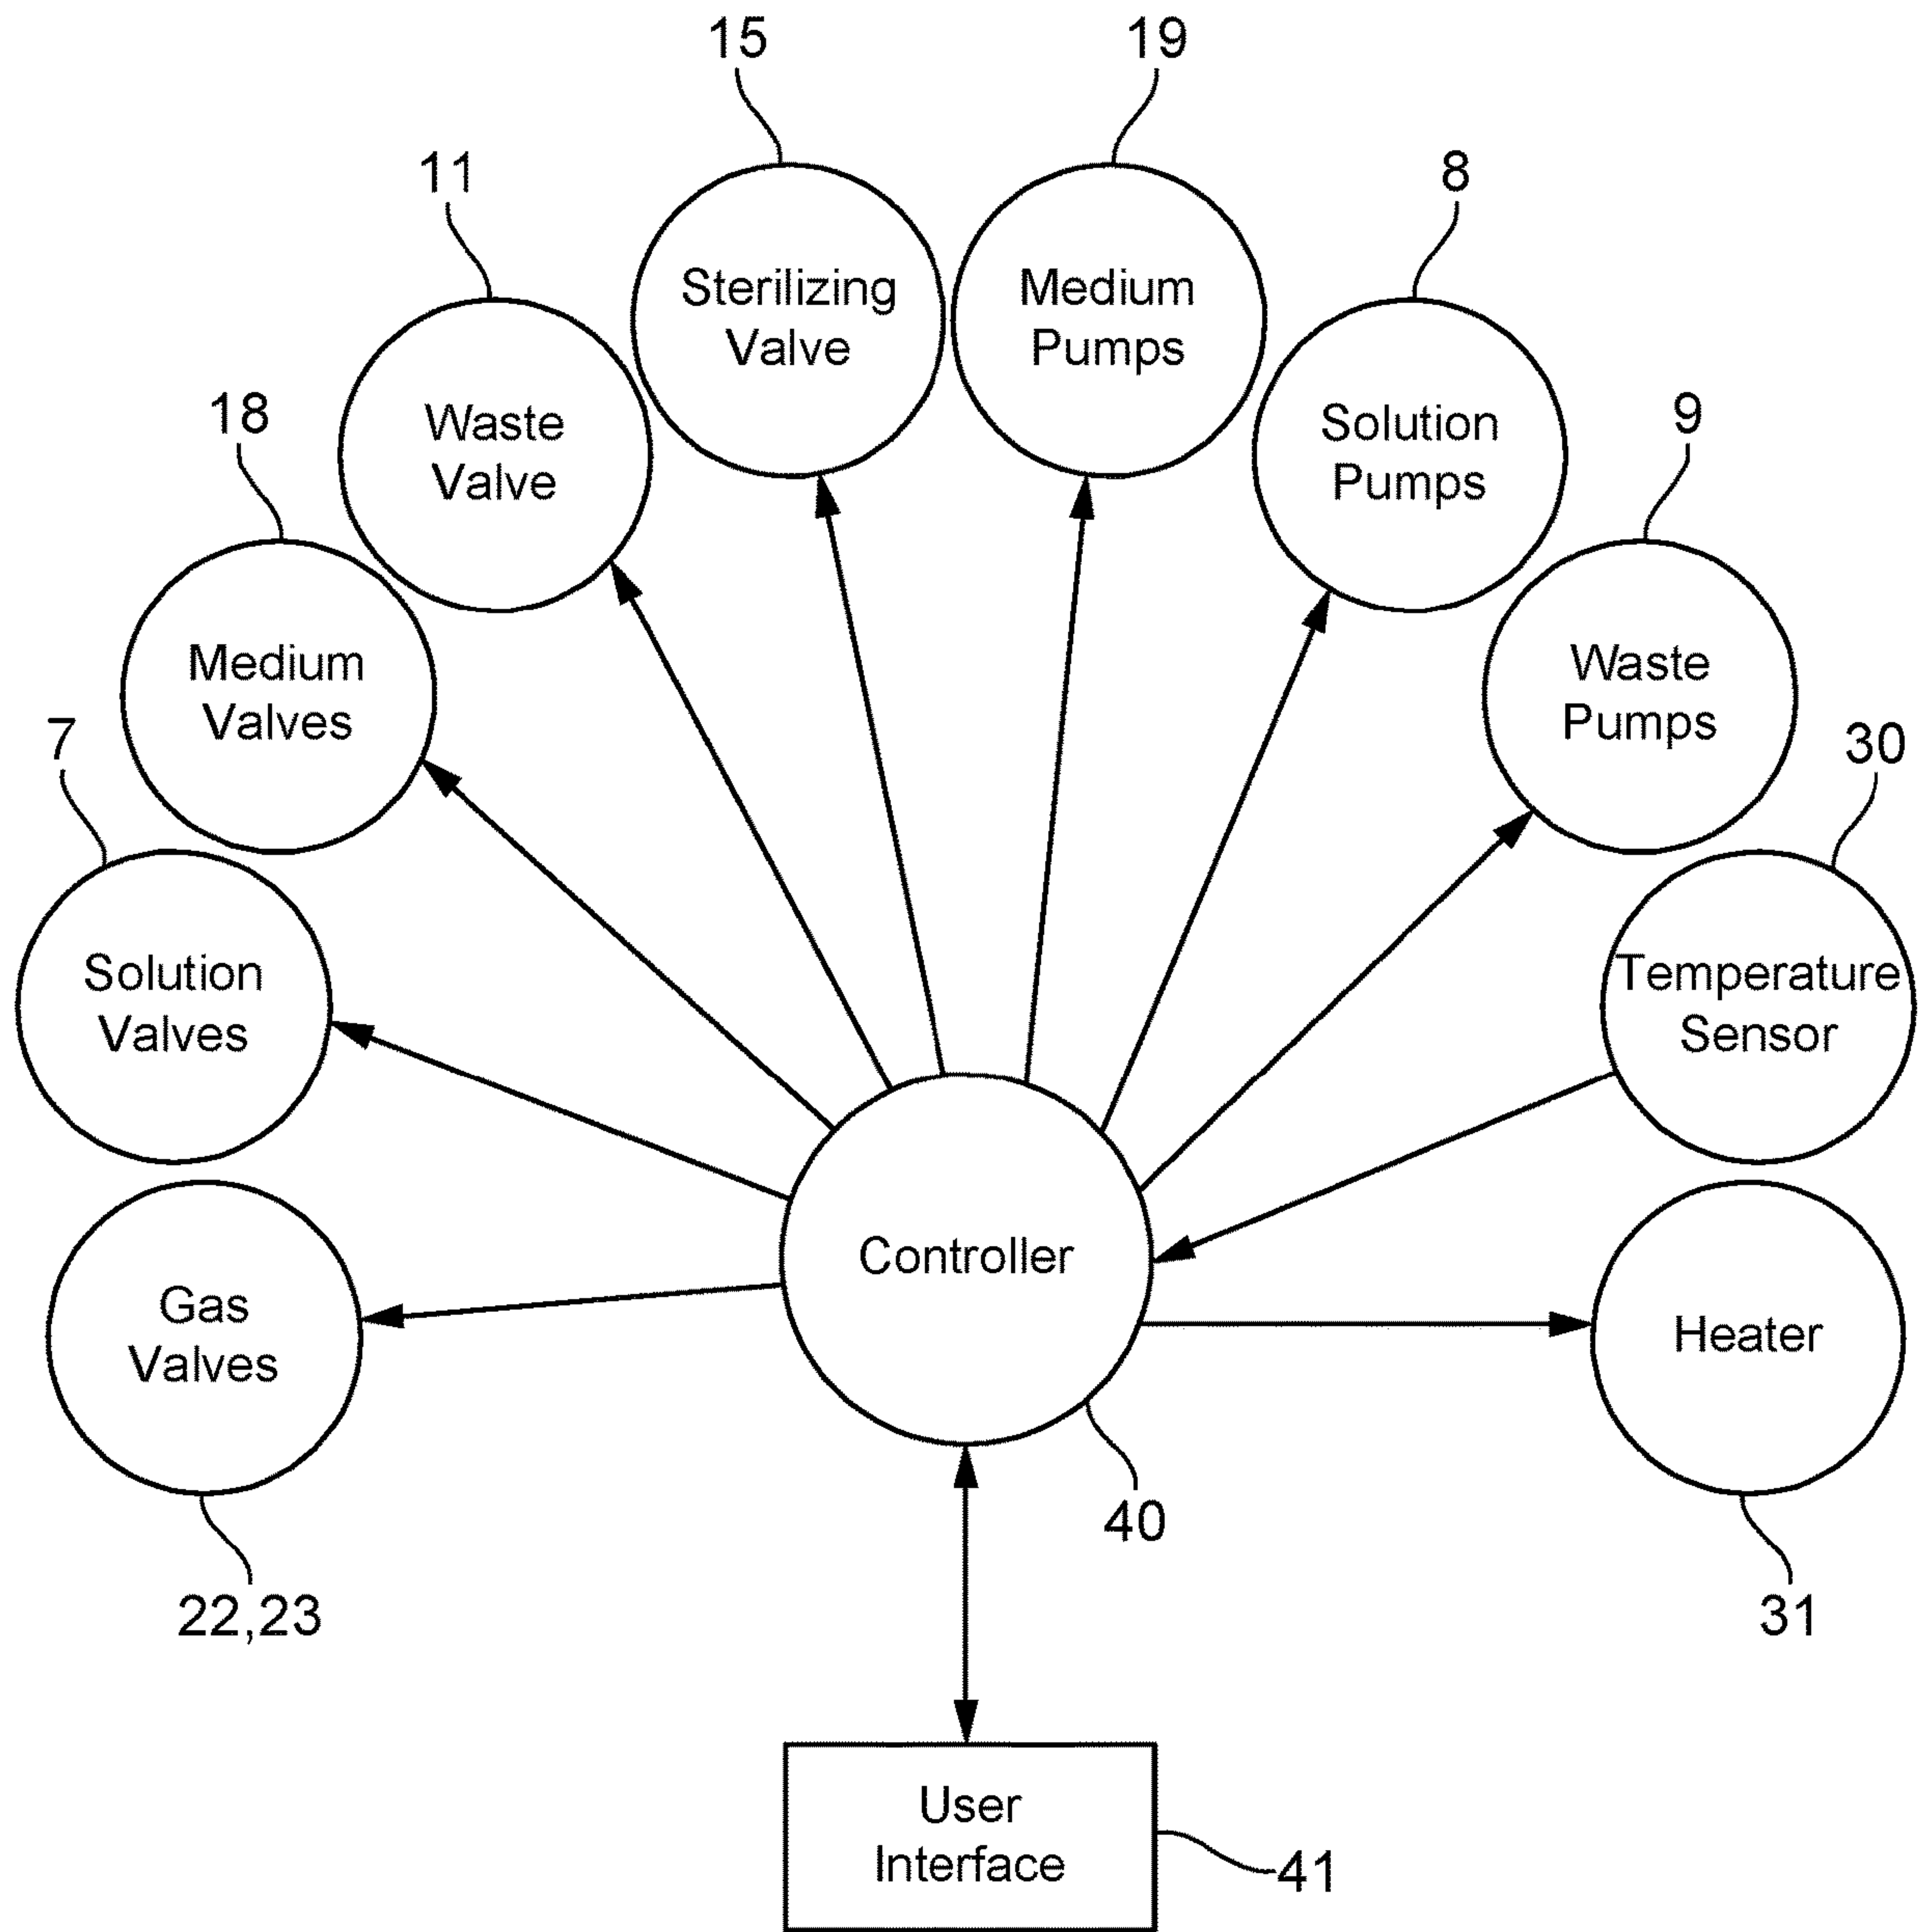 15
19
11
8
Sterilizing
Valve
Medium
Pumps
18
Waste
Valve
Solution
Pumps
9
7
Medium
Valves
Waste
Pumps
30
Solution
Valves
Temperature
Sensor
Controller
Gas
Valves
Heater
40
22,23
31
User
Interface
41